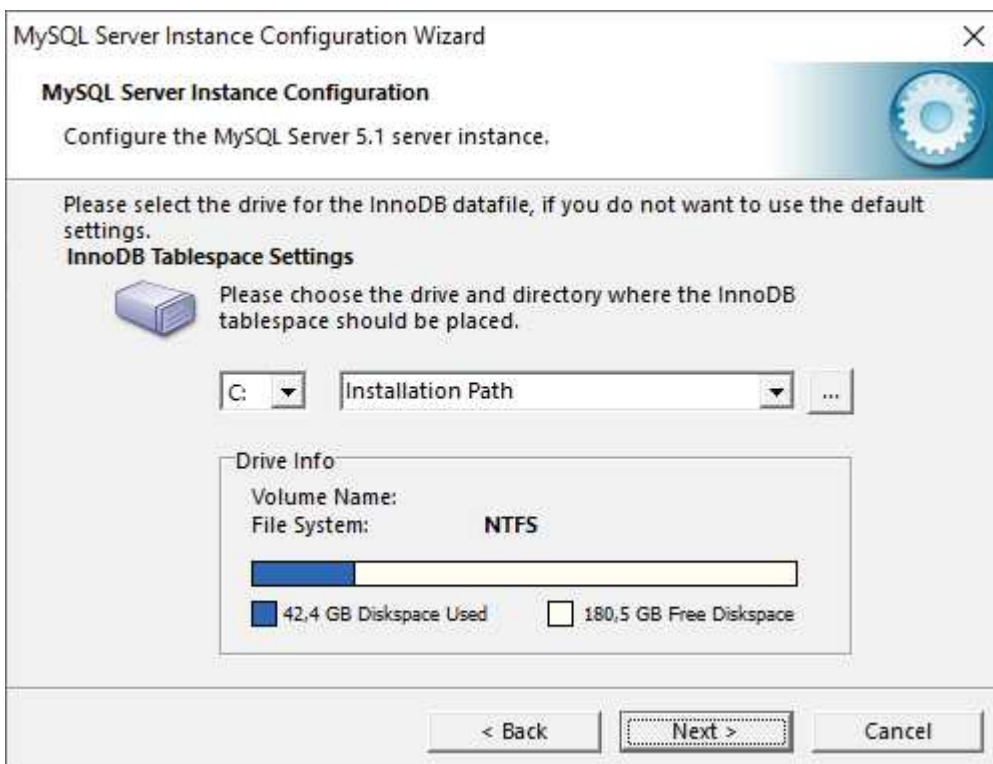 MySQL Server Instance Configuration Wizard
MySQL Server Instance Configuration
Configure the MySQL Server 5.1 server instance.
Please select the drive for the InnoDB datafile, if you do not want to use the default
settings.
InnoDB Tablespace Settings
Please choose the drive and directory where the InnoDB
tablespace should be placed.
C: Installation Path ...
Drive Info
Volume Name:
File System: NTFS
42,4 GB Diskspace Used 180,5 GB Free Diskspace
< Back Next > Cancel